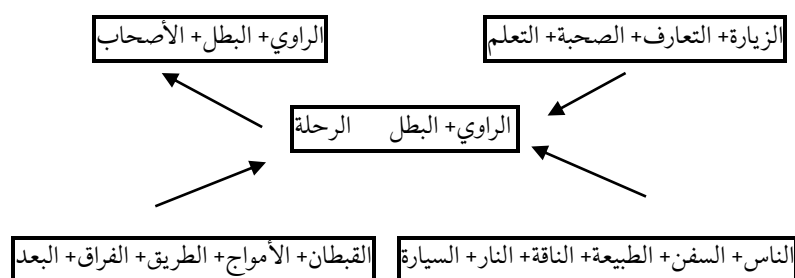 الزيارة+ التعارف+ الصحبة+ التعلم
الراوي+ البطل+ الأصحاب
الراوي+ البطل الرحلة
الناس+ السفن+ الطبيعة+ الناقة+ النار+ السيارة
القبطان+ الأمواج+ الطريق+ الفراق+ البعد